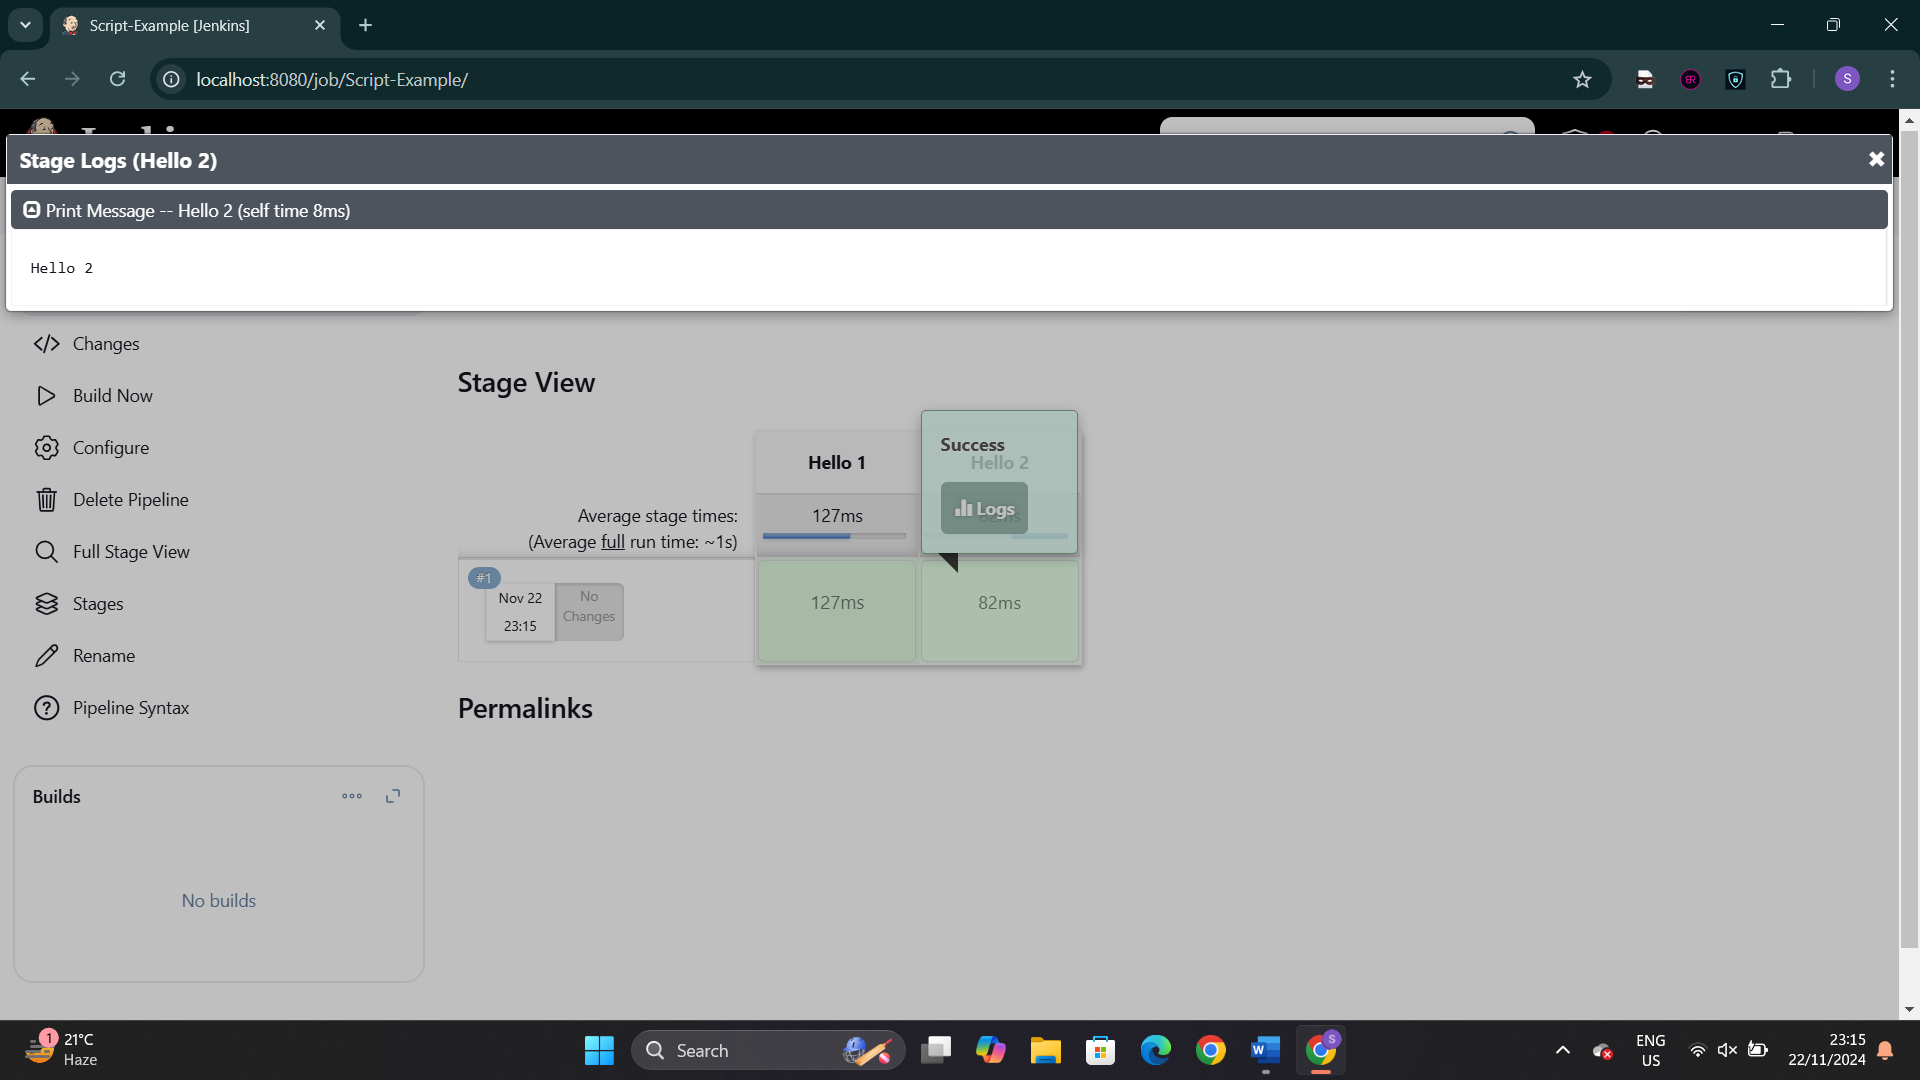 Script-Example [Jenkins]
localhost:8080/job/Script-Example/
BR
S
Stage Logs (Hello 2)
Print Message -- Hello 2 (self time 8ms)
Hello 2
Changes
Build Now
Configure
Delete Pipeline
Full Stage View
Stages
Rename
Pipeline Syntax
Builds
No builds
Stage View
Hello 1
Success
Hello 2
Logs
Average stage times:
(Average full run time: ~1s)
127ms
82ms
#1
Nov 22
23:15
No
Changes
127ms
82ms
Permalinks
1
21°C
Haze
Search
W
S
ENG
US
23:15
22/11/2024